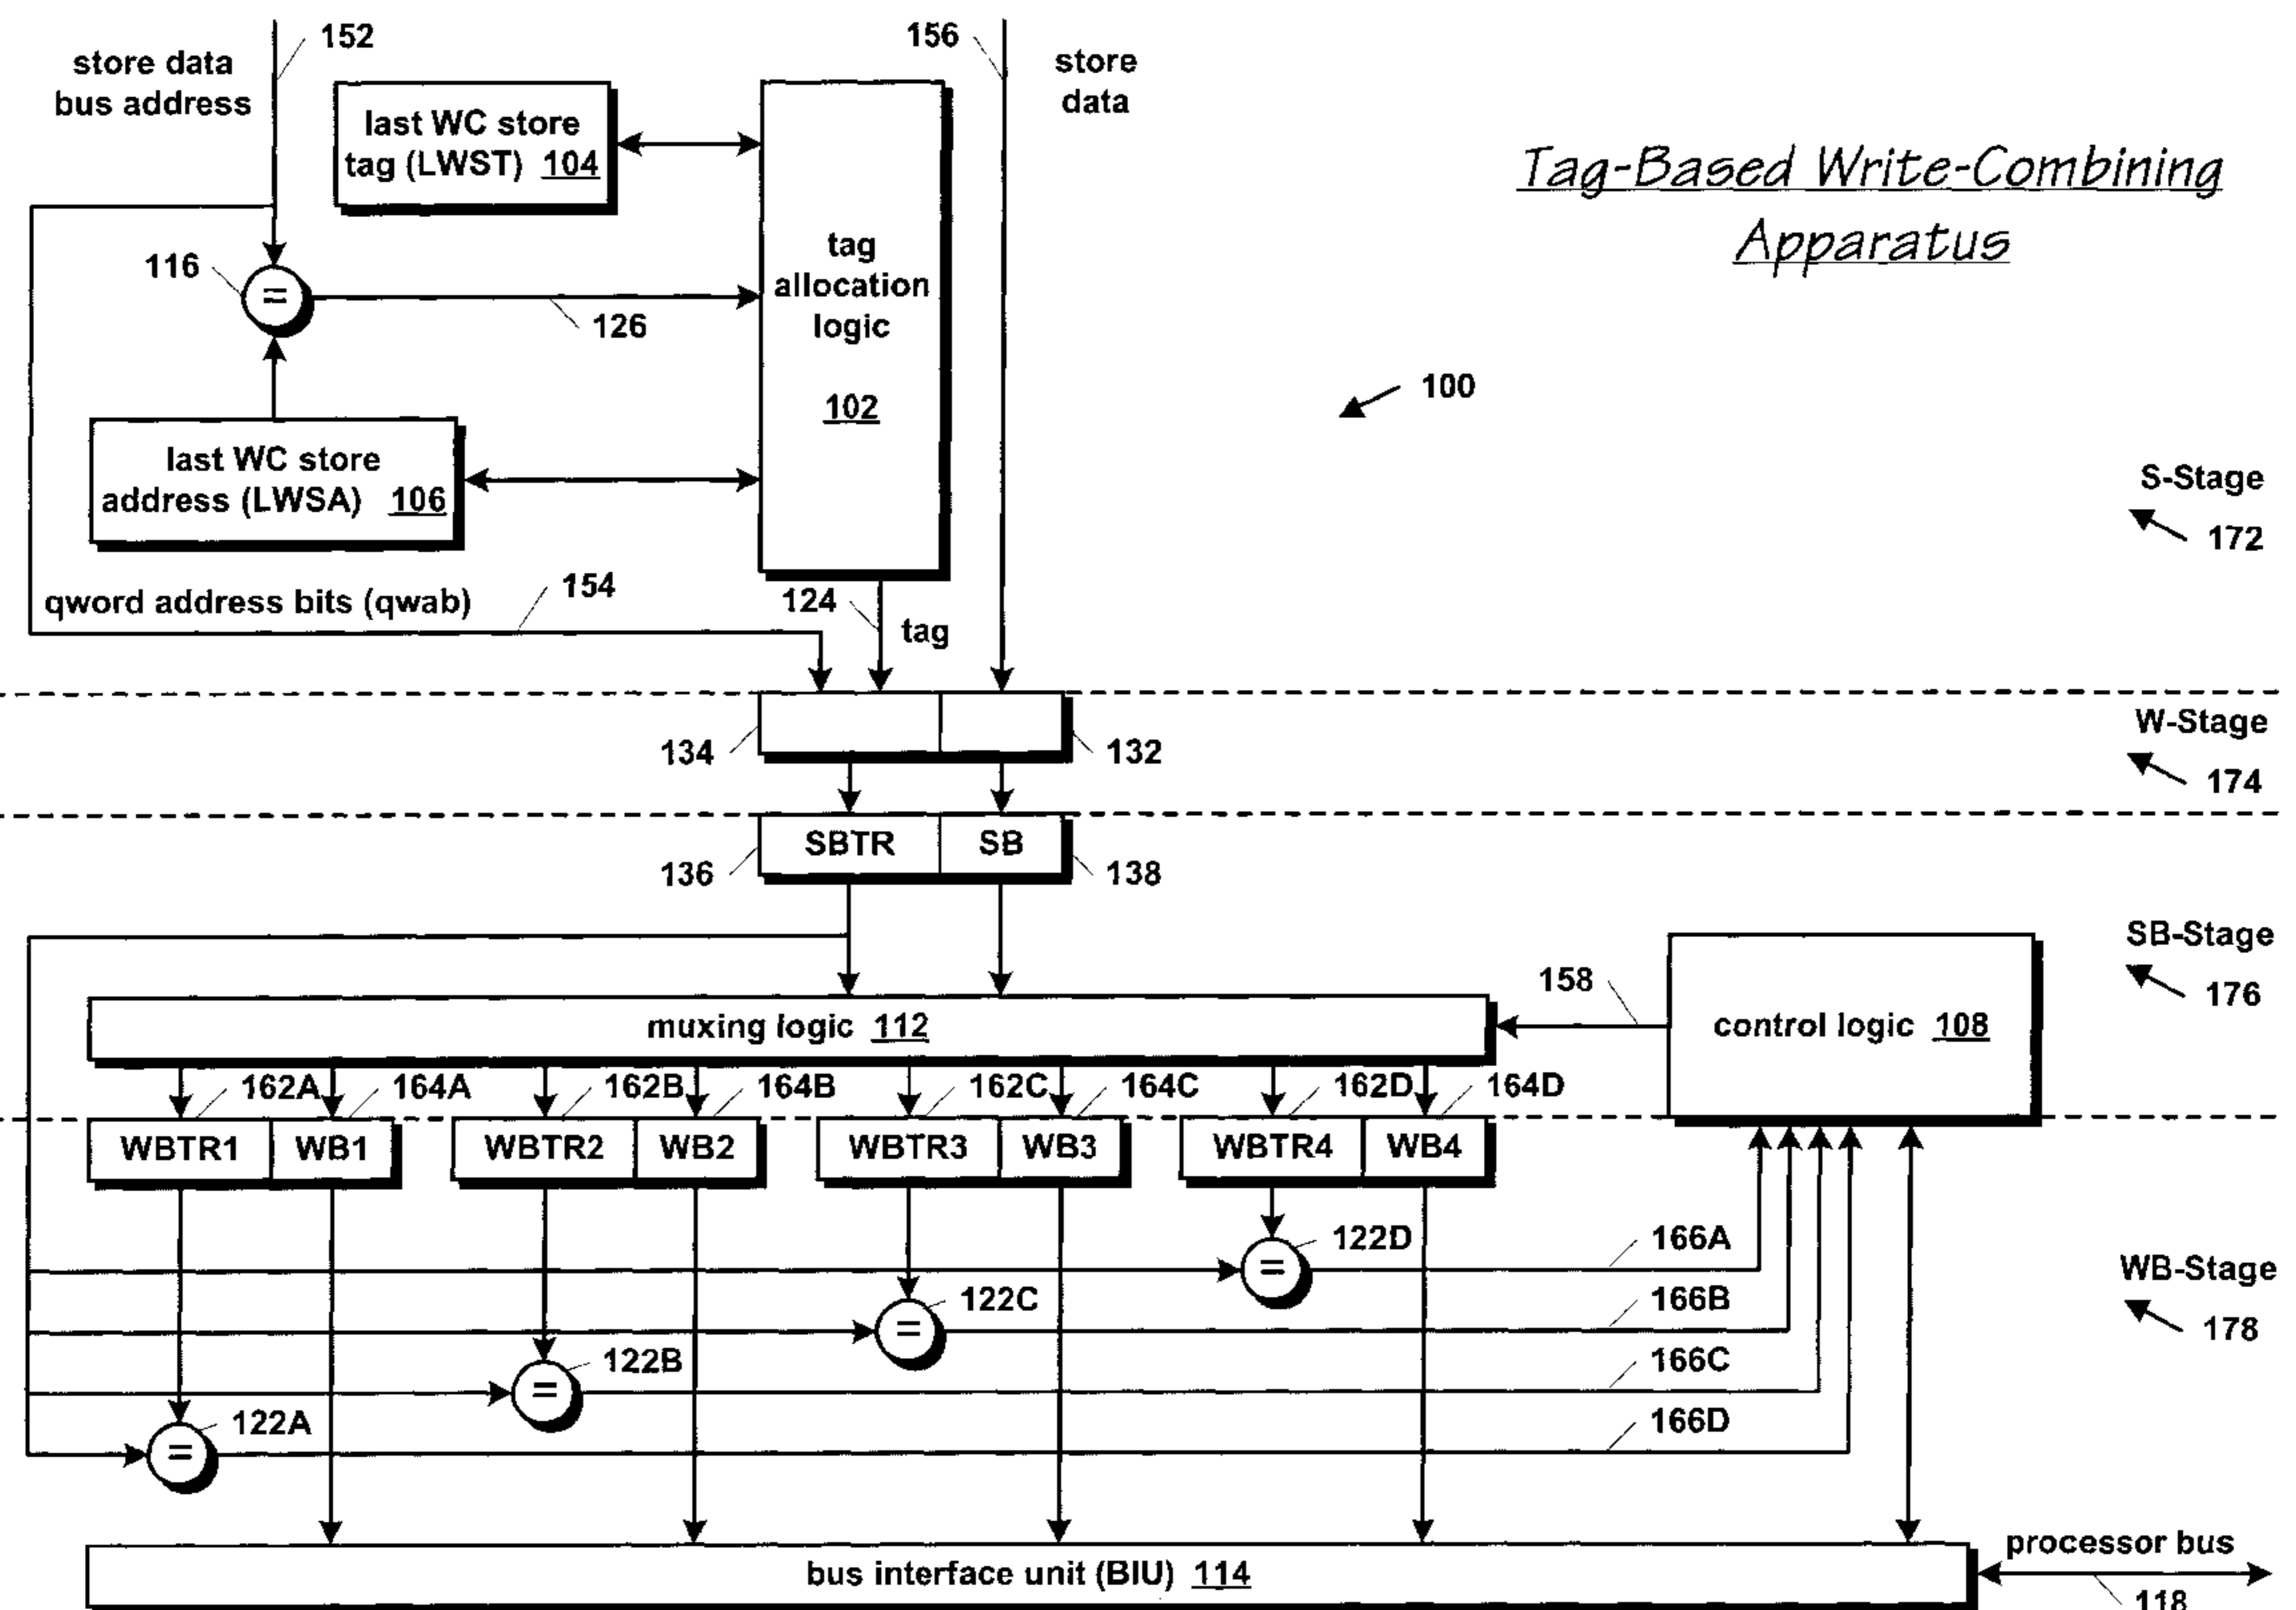 152
156
store data
bus address
store
data
last WC store
tag (LWST) 104
Tag-Based Write-Combining
Apparatus
tag
allocation
logic
102
116
=
126
100
last WC store
address (LWSA) 106
S-Stage
172
qword address bits (qwab)
154
124
tag
W-Stage
134
132
174
SBTR
SB
136
138
SB-Stage
176
158
muxing logic 112
control logic 108
162A
164A
162B
164B
162C
164C
162D
164D
WBTR1
WB1
WBTR2
WB2
WBTR3
WB3
WBTR4
WB4
122D
166A
=
WB-Stage
178
122C
166B
=
122B
166C
=
122A
166D
=
processor bus
bus interface unit (BIU) 114
118